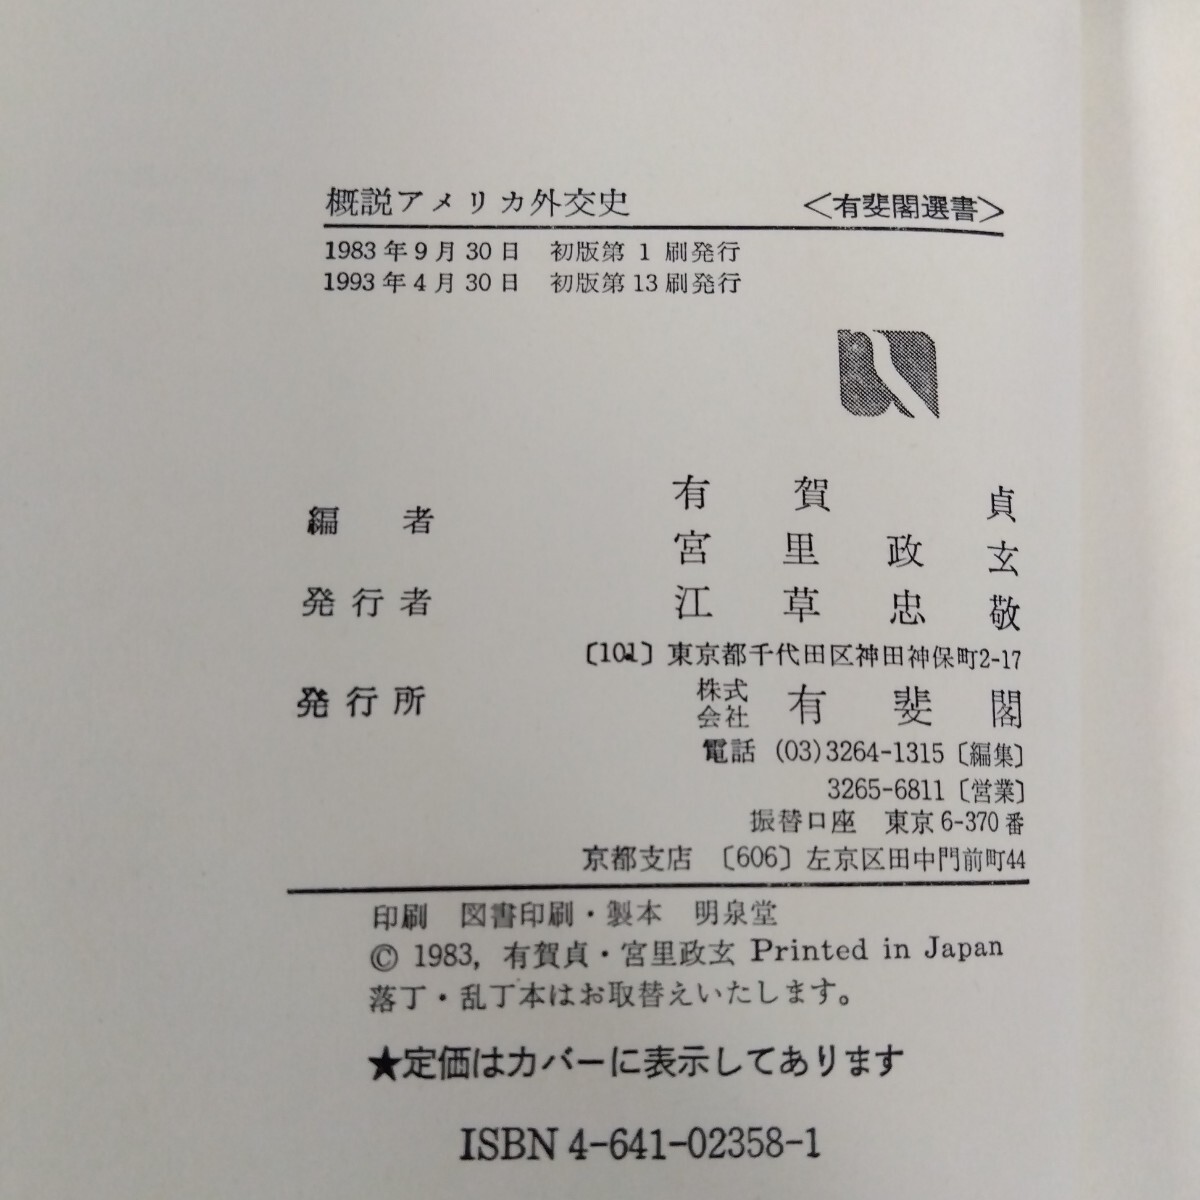 概説アメリカ外交史 <有斐閣選書>
1983年9月30日 初版第1刷発行
1993年4月30日 初版第13刷発行
編者 有賀貞
宮里政玄
発行者 江草忠敬
〔101〕東京都千代田区神田神保町2-17
発行所 株式会社 有斐閣
電話 (03)3264-1315〔編集〕
3265-6811〔営業〕
振替口座 東京6-370番
京都支店 〔606〕左京区田中門前町44
印刷 図書印刷・製本 明泉堂
© 1983, 有賀貞・宮里政玄 Printed in Japan
落丁・乱丁本はお取替えいたします。
★定価はカバーに表示してあります
ISBN 4-641-02358-1